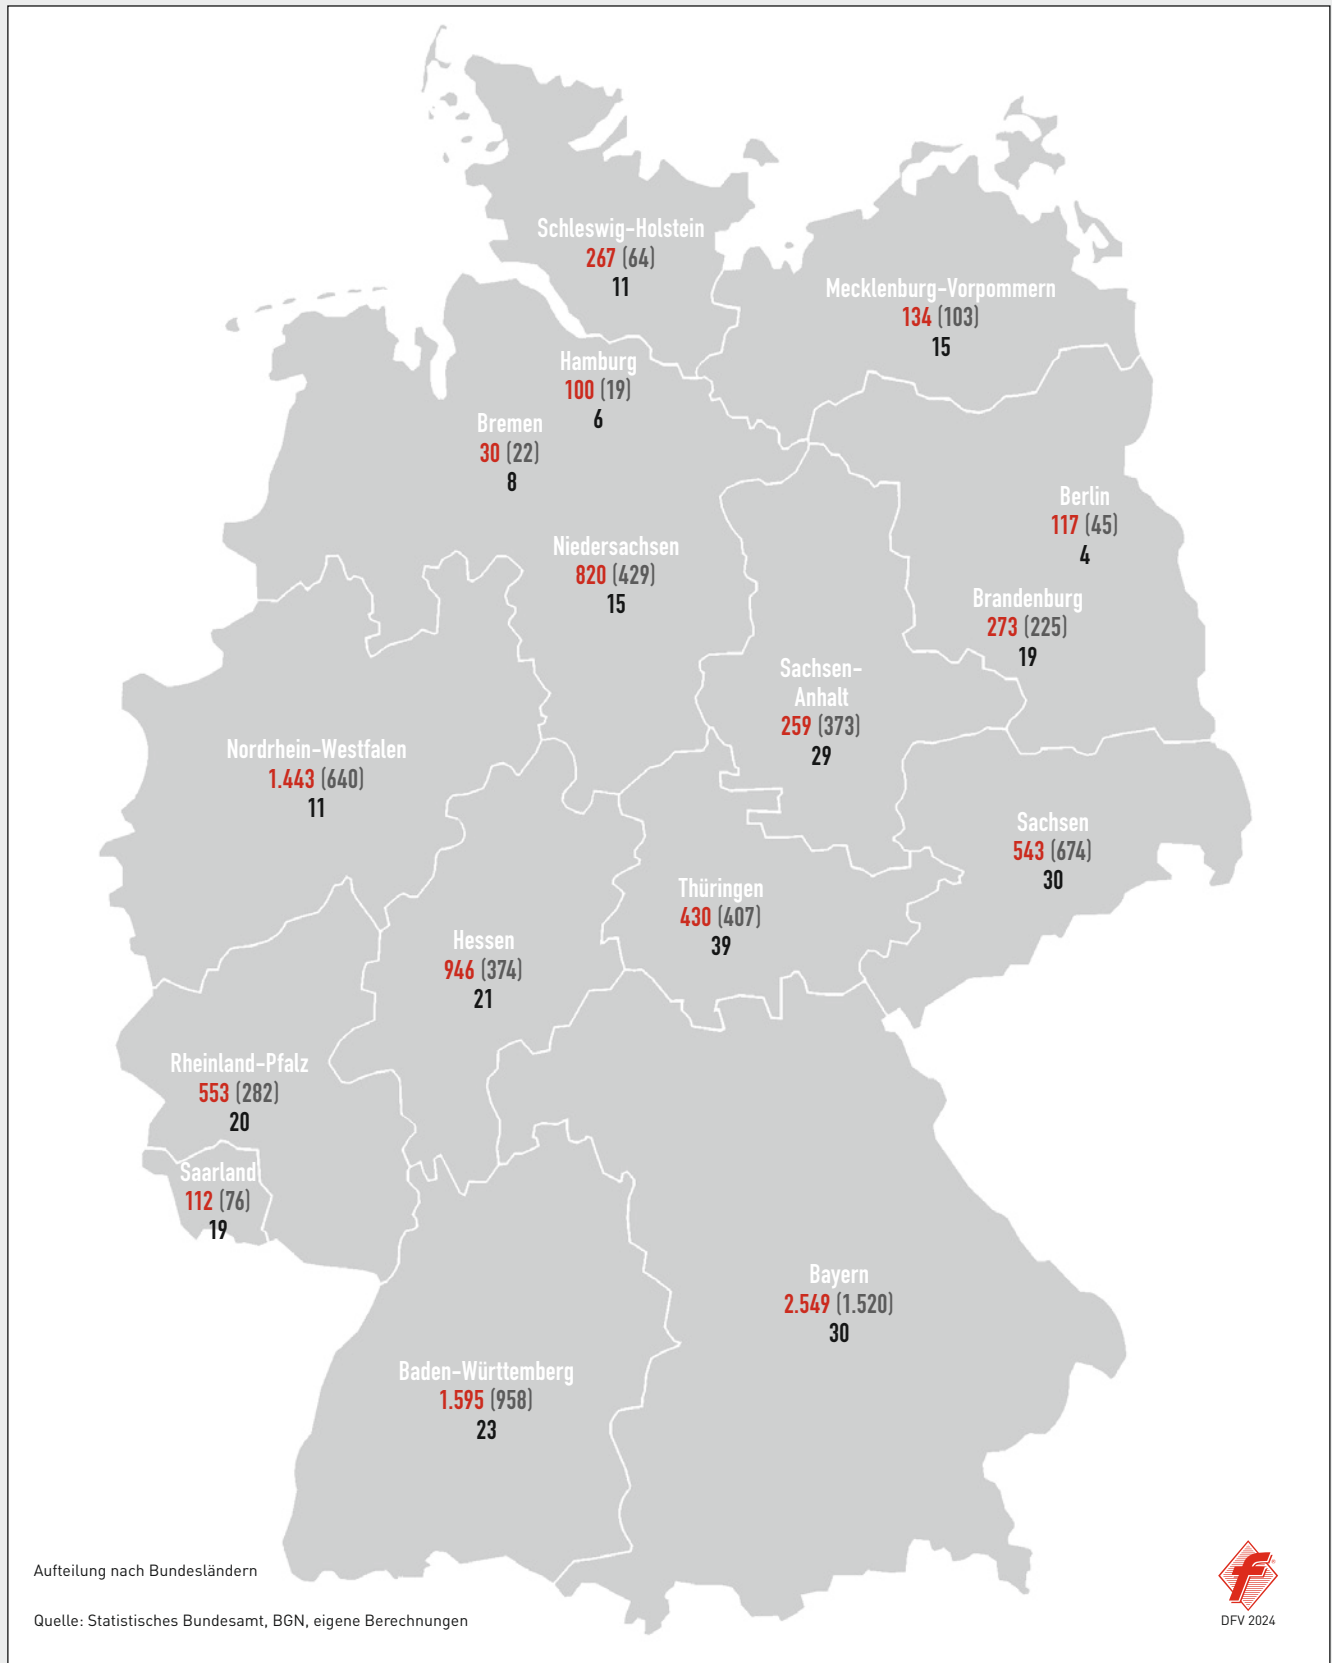 Schleswig-Holstein
267 (64)
11
Mecklenburg-Vorpommern
134 (103)
15
Hamburg
100 (19)
6
Bremen
30 (22)
8
Berlin
117 (45)
4
Niedersachsen
820 (429)
15
Brandenburg
273 (225)
19
Sachsen-
Anhalt
259 (373)
29
Nordrhein-Westfalen
1.443 (640)
11
Sachsen
543 (674)
30
Thüringen
430 (407)
39
Hessen
946 (374)
21
Rheinland-Pfalz
553 (282)
20
Saarland
112 (76)
19
Bayern
2.549 (1.520)
30
Baden-Württemberg
1.595 (958)
23
Aufteilung nach Bundesländern
Quelle: Statistisches Bundesamt, BGN, eigene Berechnungen
f
DFV 2024